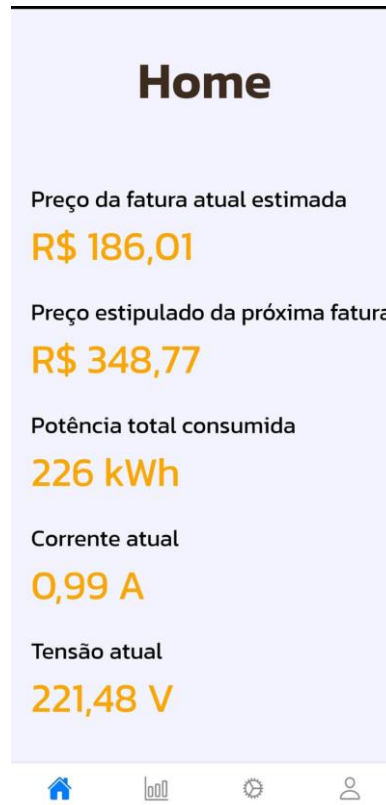 Home
Preço da fatura atual estimada
R$ 186,01
Preço estipulado da próxima fatura
R$ 348,77
Potência total consumida
226 kWh
Corrente atual
0,99 A
Tensão atual
221,48 V